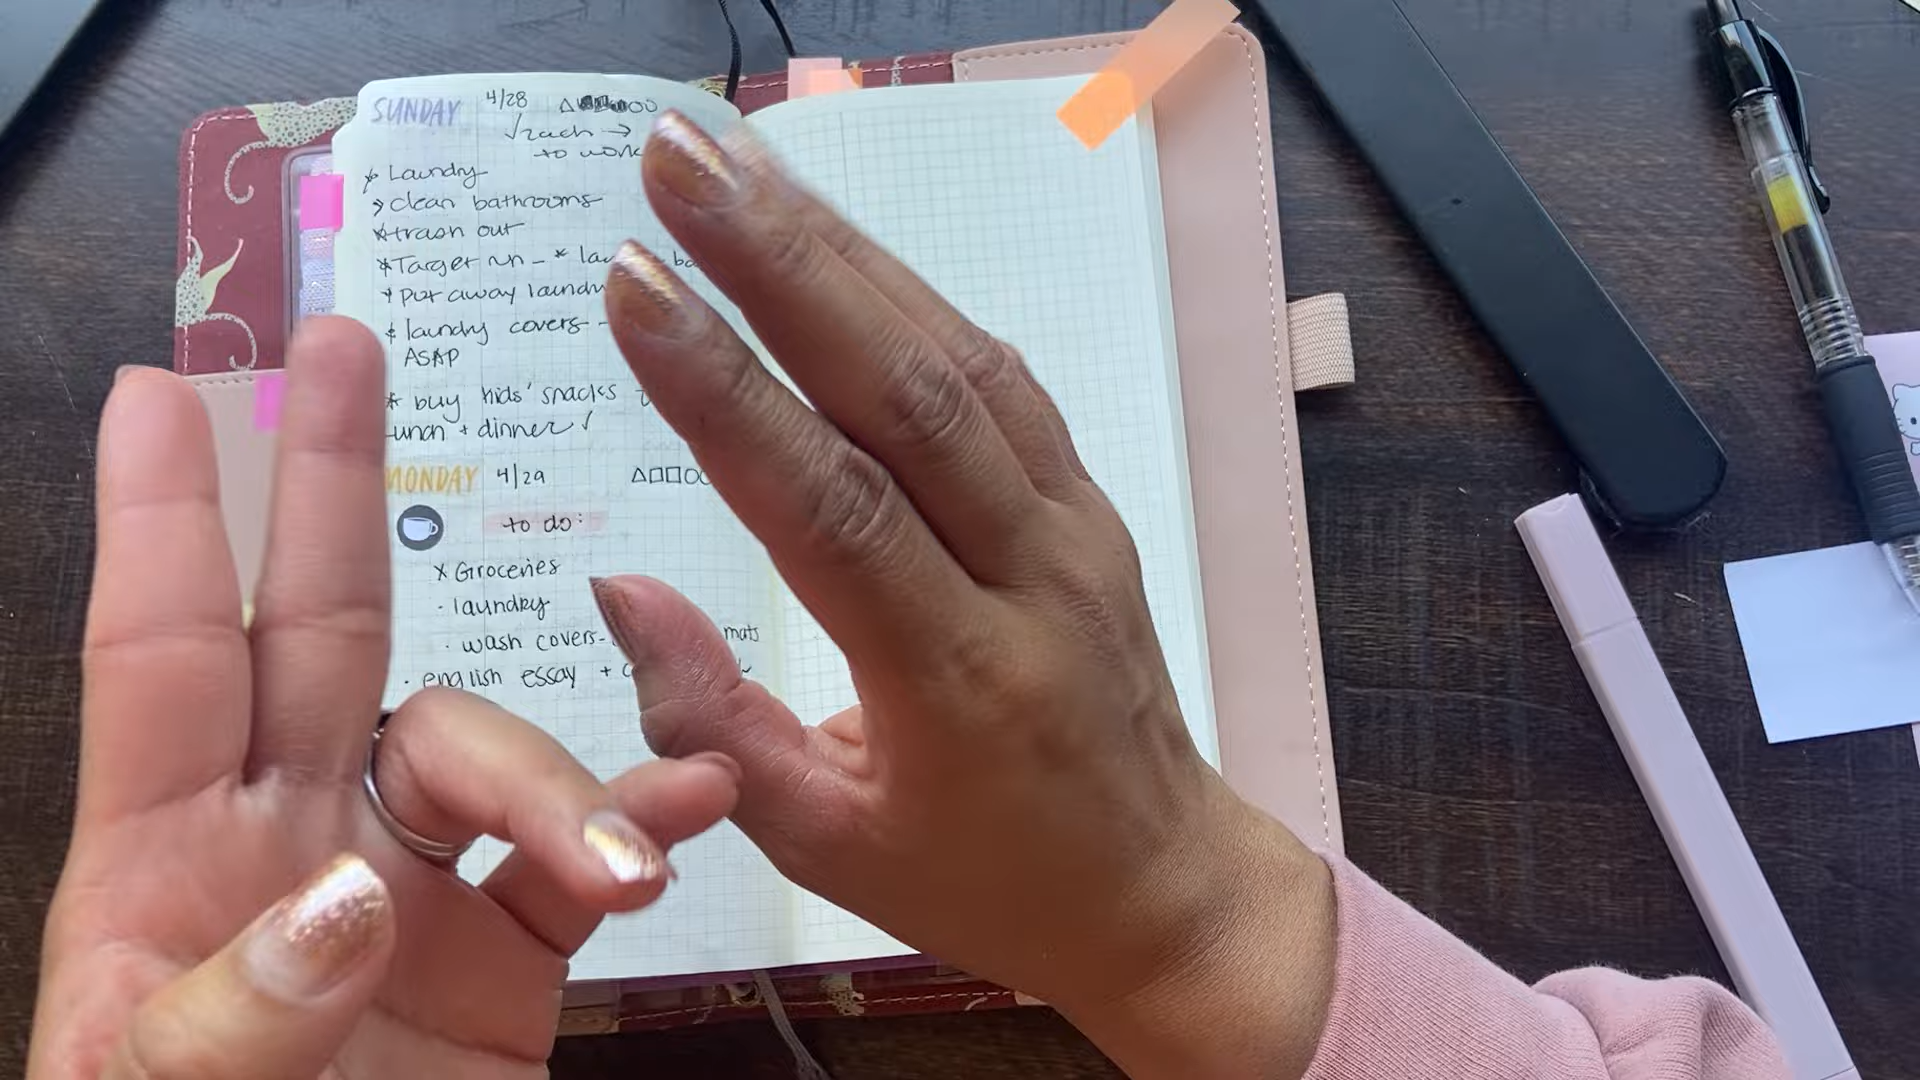 SUNDAY 4/28
√zach →
to work
Laundry
clean bathrooms
trash out
Target run - *
put away laundry
laundry covers -
ASAP
* buy kids' snacks
Lunch + dinner ✓
MONDAY 4/29
to do:
x Groceries
· laundry
· wash covers- mats
· english essay +